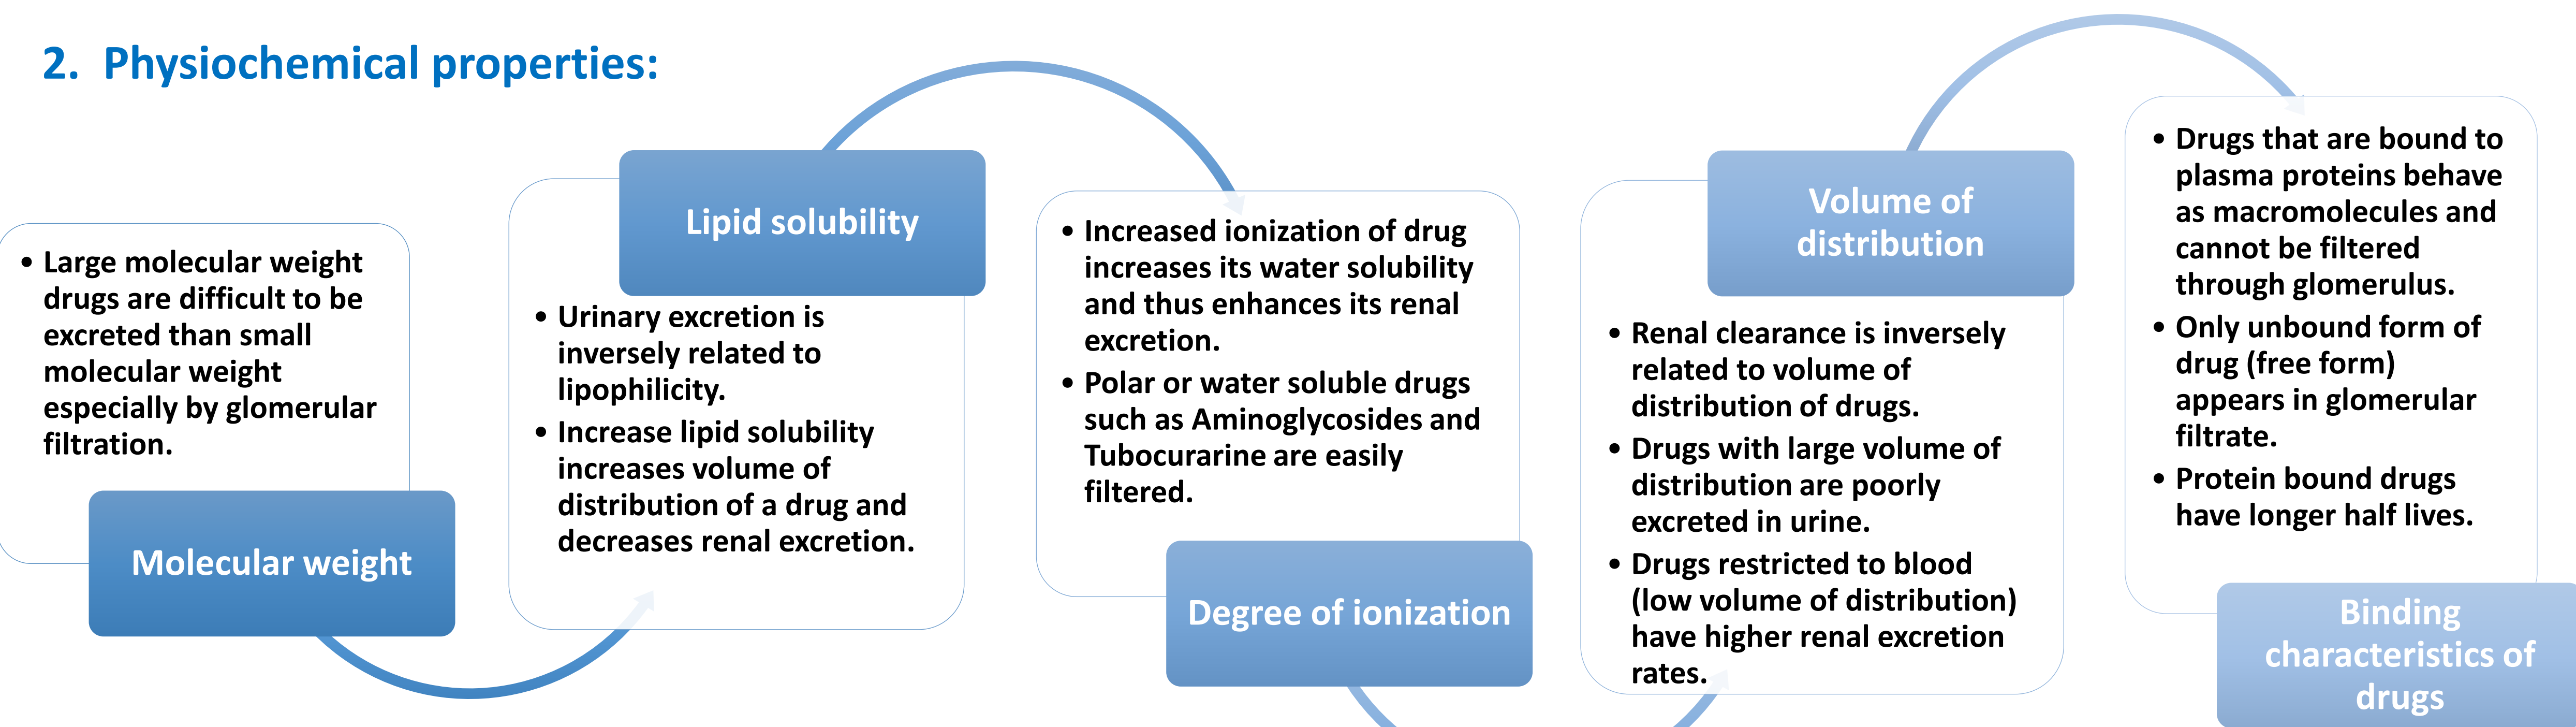 2. Physiochemical properties:
• Large molecular weight
drugs are difficult to be
excreted than small
molecular weight
especially by glomerular
filtration.
Molecular weight
Lipid solubility
• Urinary excretion is
inversely related to
lipophilicity.
• Increase lipid solubility
increases volume of
distribution of a drug and
decreases renal excretion.
• Increased ionization of drug
increases its water solubility
and thus enhances its renal
excretion.
• Polar or water soluble drugs
such as Aminoglycosides and
Tubocurarine are easily
filtered.
Degree of ionization
Volume of
distribution
• Renal clearance is inversely
related to volume of
distribution of drugs.
• Drugs with large volume of
distribution are poorly
excreted in urine.
• Drugs restricted to blood
(low volume of distribution)
have higher renal excretion
rates.
• Drugs that are bound to
plasma proteins behave
as macromolecules and
cannot be filtered
through glomerulus.
• Only unbound form of
drug (free form)
appears in glomerular
filtrate.
• Protein bound drugs
have longer half lives.
Binding
characteristics of
drugs